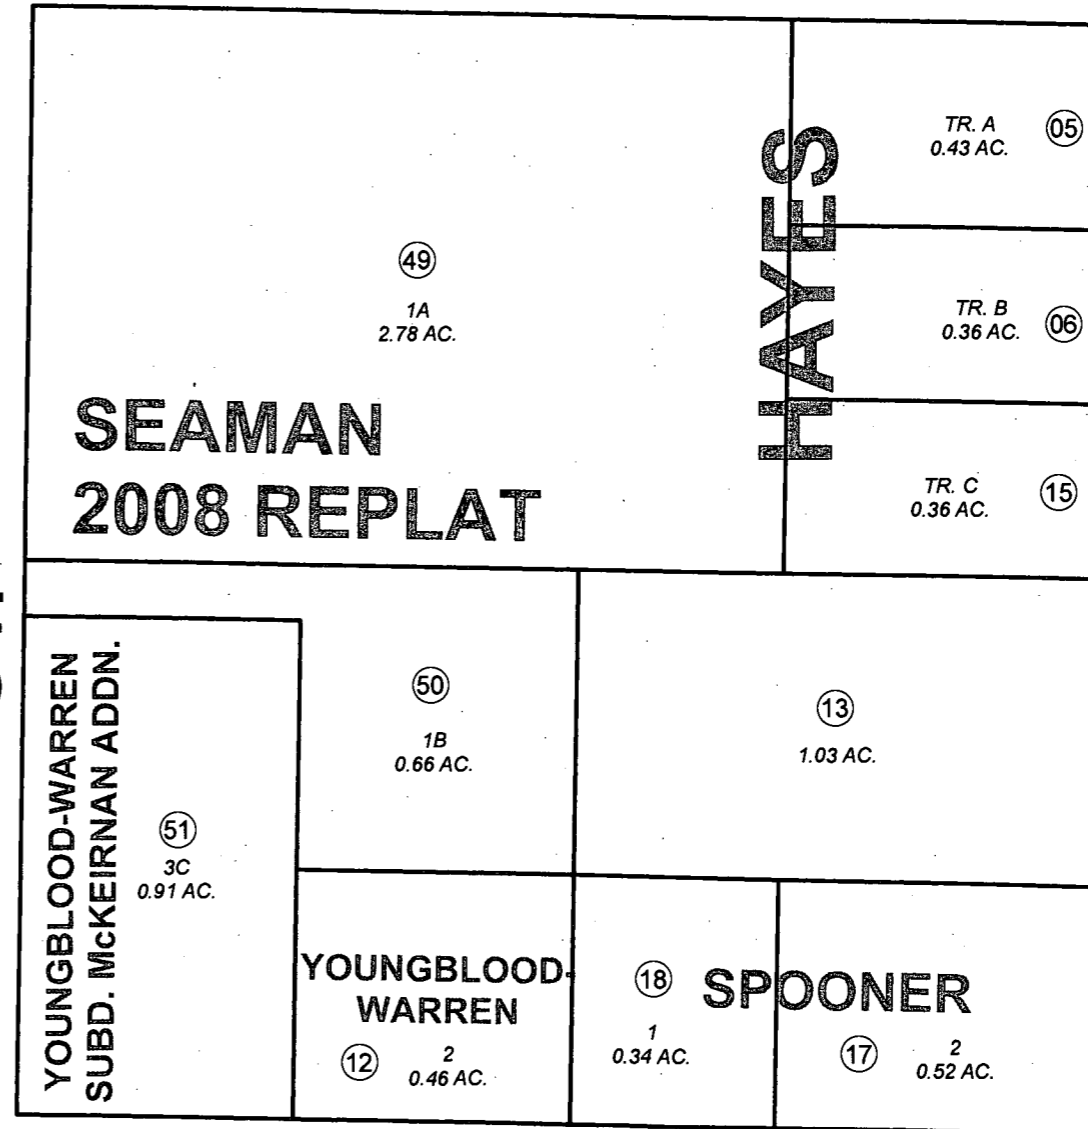 TR. A
0.43 AC.
05
49
1A
2.78 AC.
HAYES
TR. B
0.36 AC.
06
SEAMAN
2008 REPLAT
TR. C
0.36 AC.
15
YOUNGBLOOD-WARREN
SUBD. McKEIRNAN ADDN.
50
1B
0.66 AC.
13
1.03 AC.
51
3C
0.91 AC.
YOUNGBLOOD-
WARREN
12
2
0.46 AC.
18
1
0.34 AC.
SPOONER
17
2
0.52 AC.